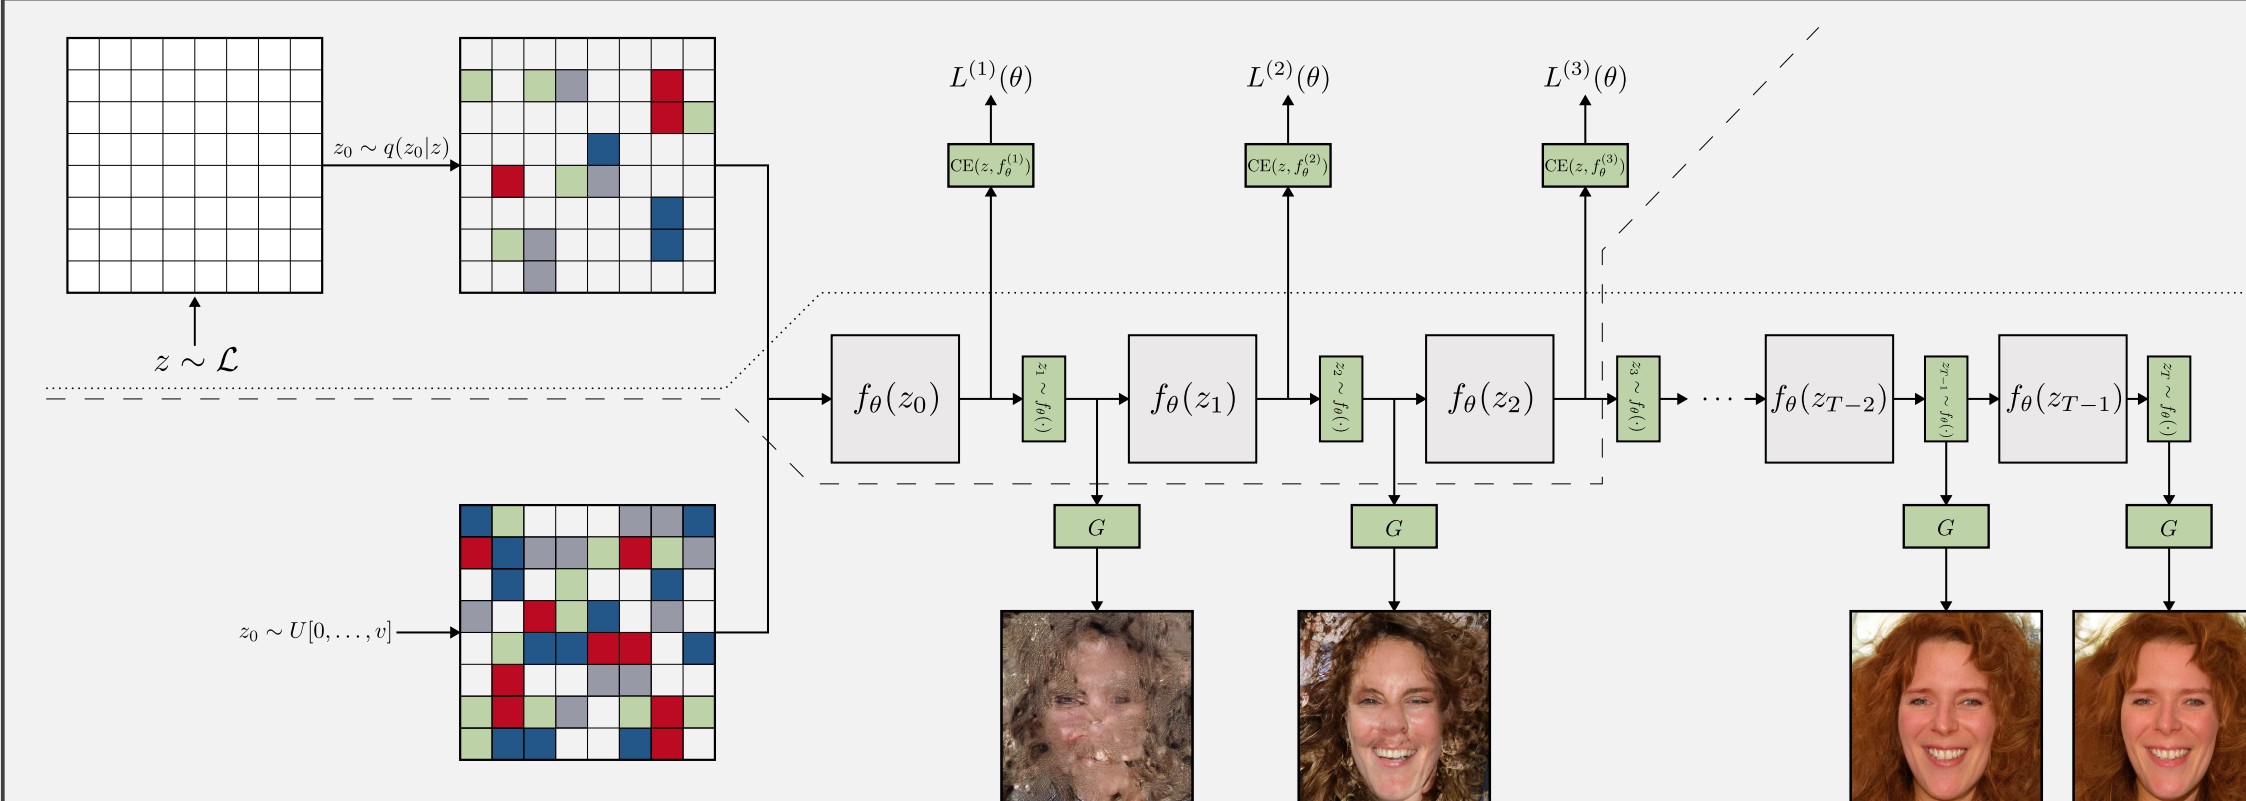 L^{(1)}(θ) L^{(2)}(θ) L^{(3)}(θ)
z_0 ∼ q(z_0|z)
CE(z, f_θ^{(1)}) CE(z, f_θ^{(2)}) CE(z, f_θ^{(3)})
z ∼ ℒ
f_θ(z_0) z_1 ∼ f_θ(·) f_θ(z_1) z_2 ∼ f_θ(·) f_θ(z_2) z_3 ∼ f_θ(·) ··· f_θ(z_{T−2}) z_{T−1} ∼ f_θ(·) f_θ(z_{T−1}) z_T ∼ f_θ(·)
G G G G
z_0 ∼ U[0, . . . , v]